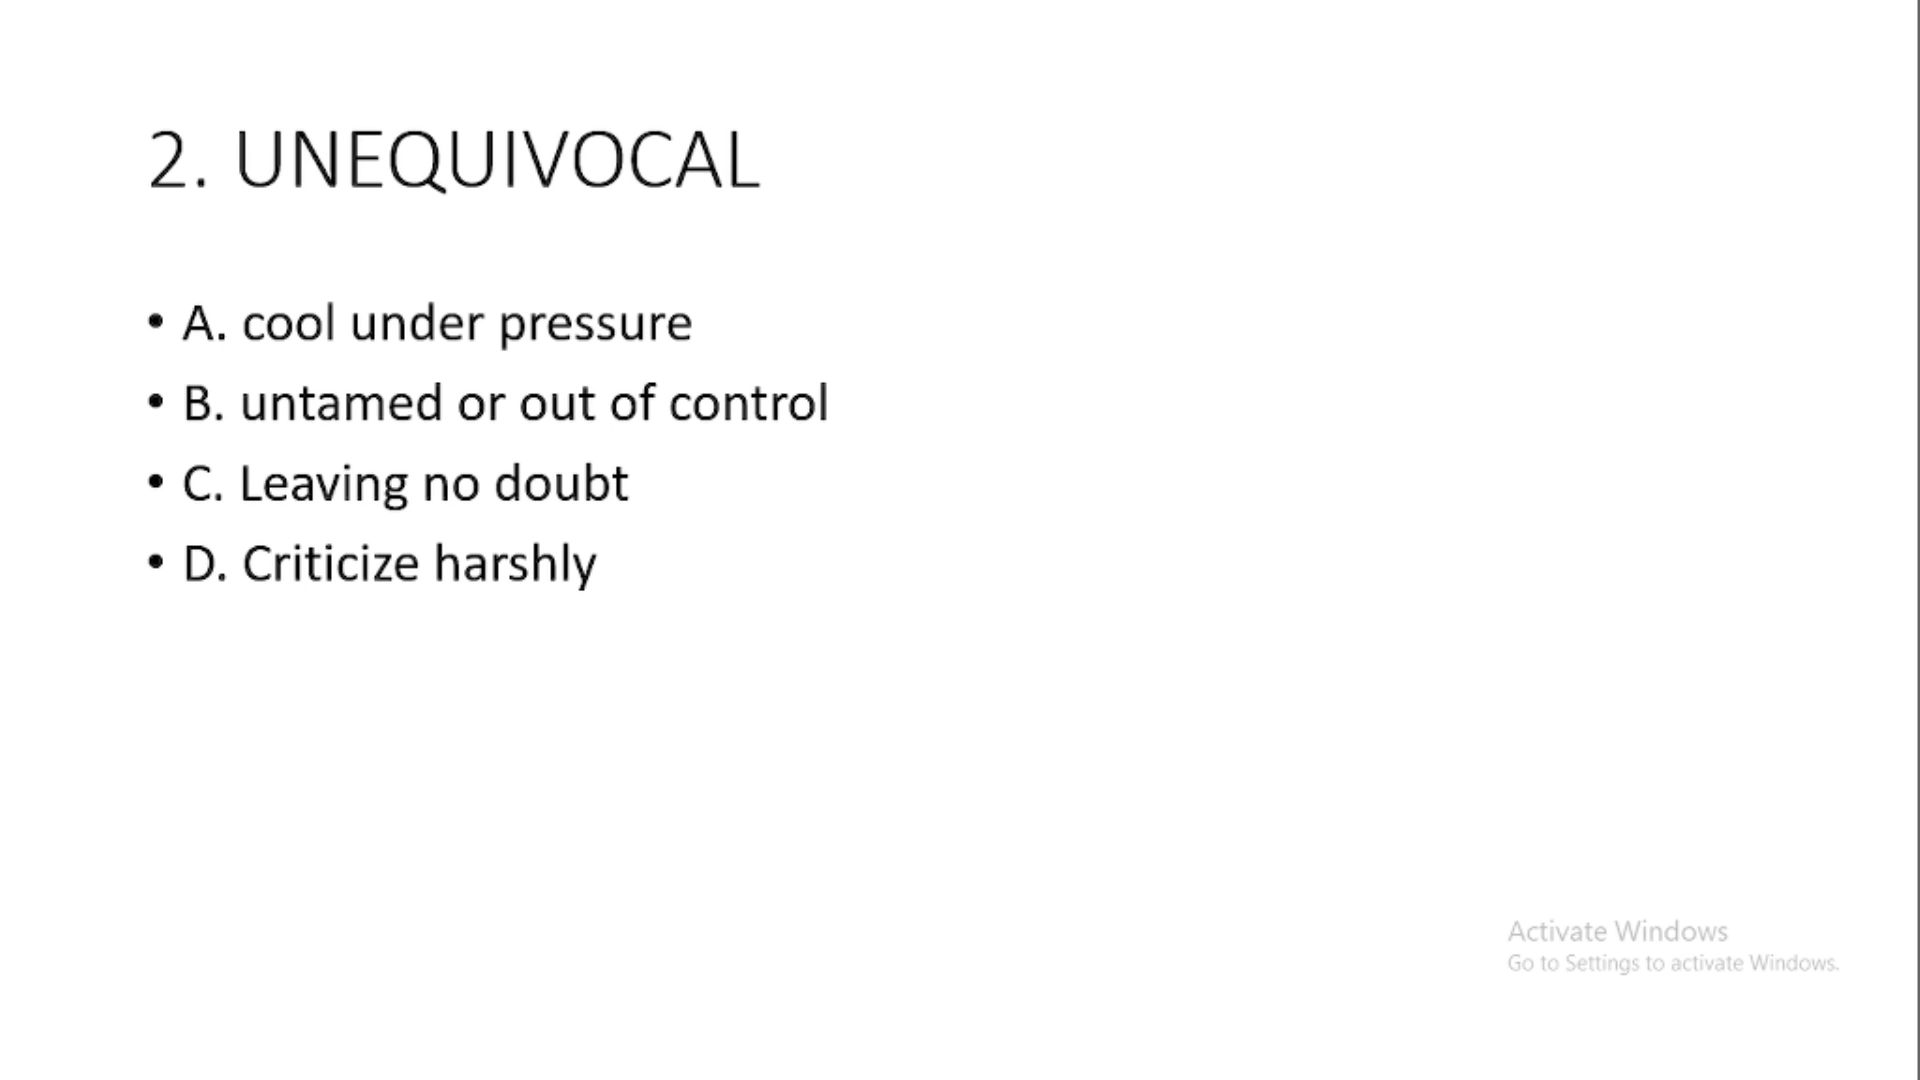 2. UNEQUIVOCAL
• A. cool under pressure
• B. untamed or out of control
• C. Leaving no doubt
• D. Criticize harshly
Activate Windows
Go to Settings to activate Windows.